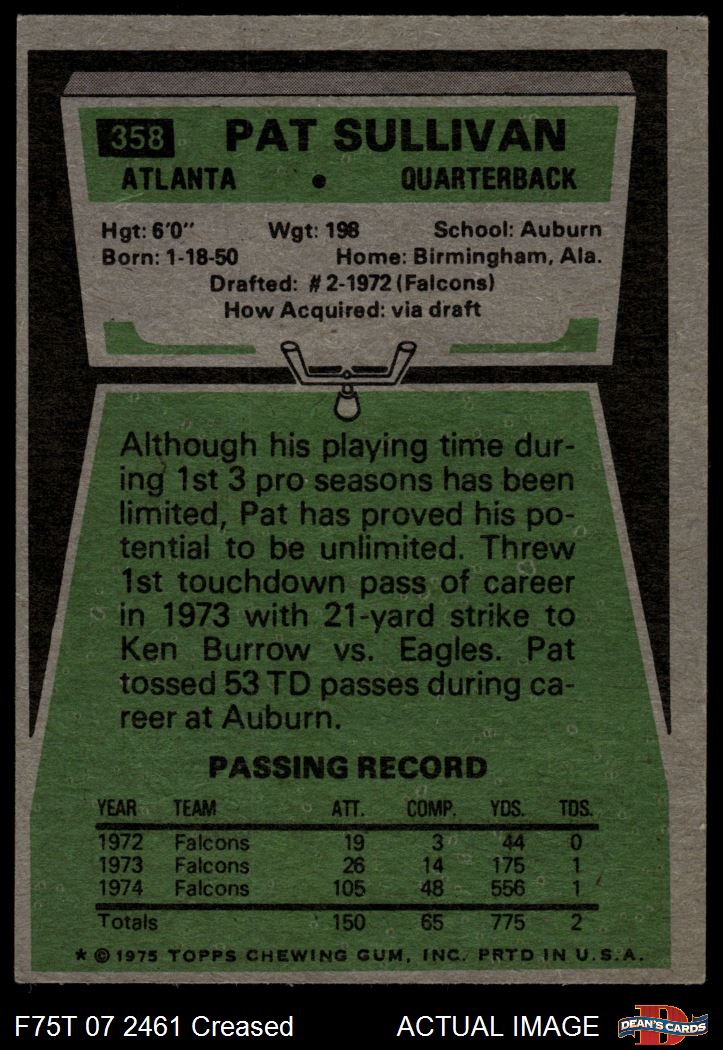 358 PAT SULLIVAN
ATLANTA • QUARTERBACK
Hgt: 6'0" Wgt: 198 School: Auburn
Born: 1-18-50 Home: Birmingham, Ala.
Drafted: #2-1972 (Falcons)
How Acquired: via draft
Although his playing time dur-
ing 1st 3 pro seasons has been
limited, Pat has proved his po-
tential to be unlimited. Threw
1st touchdown pass of career
in 1973 with 21-yard strike to
Ken Burrow vs. Eagles. Pat
tossed 53 TD passes during ca-
reer at Auburn.
PASSING RECORD
YEAR TEAM ATT. COMP. YDS. TDS.
1972 Falcons 19 3 44 0
1973 Falcons 26 14 175 1
1974 Falcons 105 48 556 1
Totals 150 65 775 2
* © 1975 TOPPS CHEWING GUM, INC. PRTD IN U.S.A.
F75T 07 2461 Creased ACTUAL IMAGE D DEAN'S CARDS